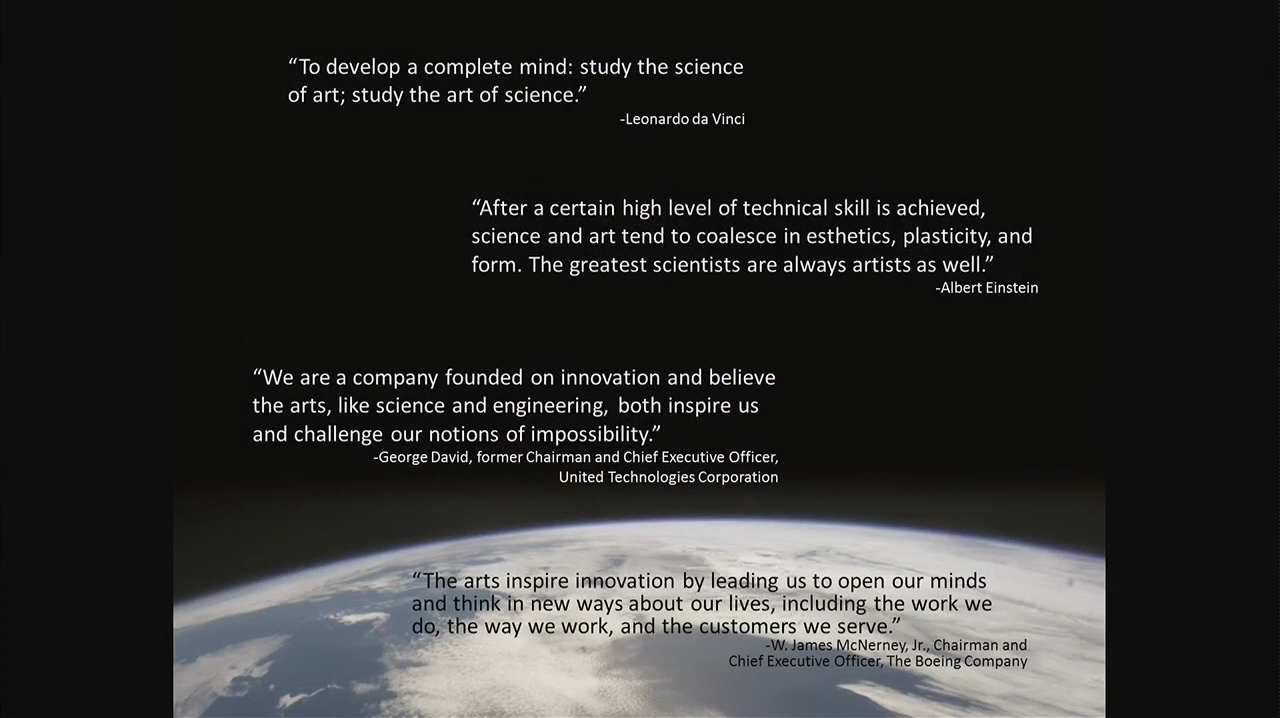 “To develop a complete mind: study the science
of art; study the art of science.”
-Leonardo da Vinci
“After a certain high level of technical skill is achieved,
science and art tend to coalesce in esthetics, plasticity, and
form. The greatest scientists are always artists as well.”
-Albert Einstein
“We are a company founded on innovation and believe
the arts, like science and engineering, both inspire us
and challenge our notions of impossibility.”
-George David, former Chairman and Chief Executive Officer,
United Technologies Corporation
“The arts inspire innovation by leading us to open our minds
and think in new ways about our lives, including the work we
do, the way we work, and the customers we serve.”
-W. James McNerney, Jr., Chairman and
Chief Executive Officer, The Boeing Company